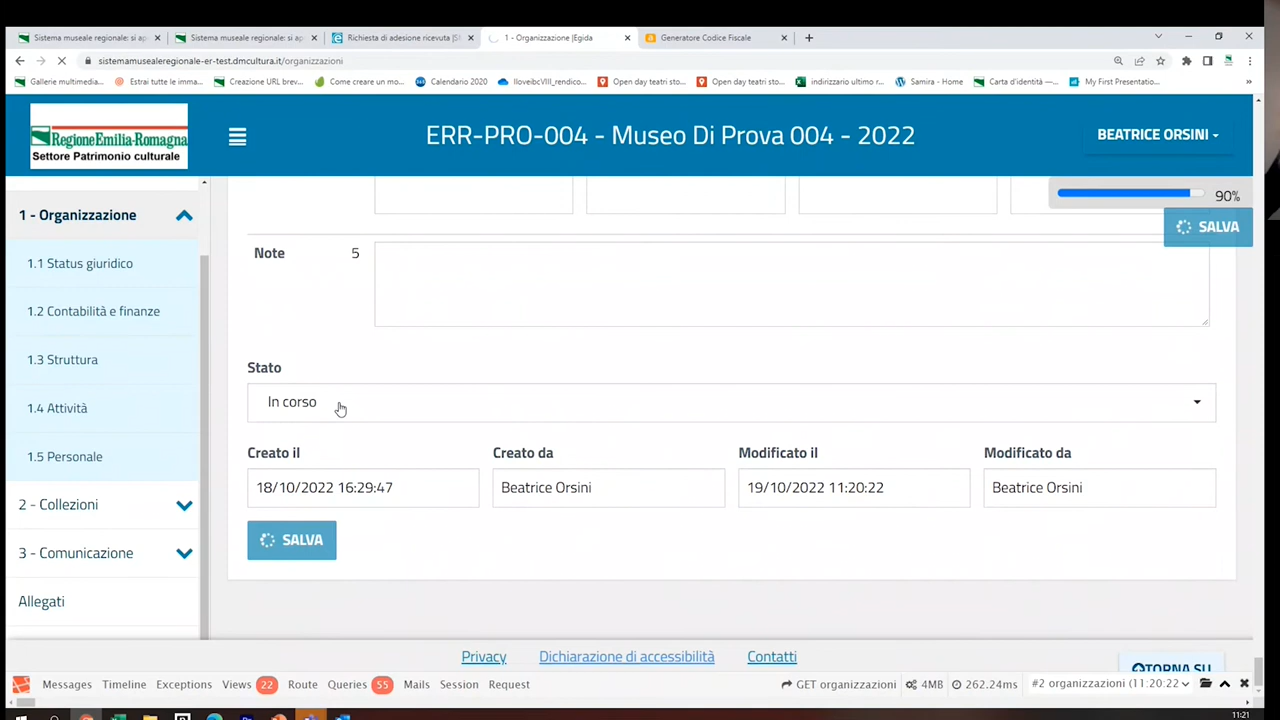 Sistema museale regionale: si ap
Sistema museale regionale: si ap
Richiesta di adesione ricevuta |S
1 - Organizzazione |Egida
Generatore Codice Fiscale
sistemamusealeregionale-er-test.dmcultura.it/organizzazioni
Gallerie multimedia...
Estrai tutte le immag...
Creazione URL brev...
Come creare un mo...
Calendario 2020
IloveibcVIII_rendico...
Open day teatri sto...
Open day teatri sto...
indirizzario ultimo r...
Samira - Home
Carta d'identità —...
My First Presentatio...
RegioneEmilia-Romagna
Settore Patrimonio culturale
ERR-PRO-004 - Museo Di Prova 004 - 2022
BEATRICE ORSINI
90%
SALVA
1 - Organizzazione
1.1 Status giuridico
1.2 Contabilità e finanze
1.3 Struttura
1.4 Attività
1.5 Personale
2 - Collezioni
3 - Comunicazione
Allegati
Note 5
Stato
In corso
Creato il Creato da Modificato il Modificato da
18/10/2022 16:29:47 Beatrice Orsini 19/10/2022 11:20:22 Beatrice Orsini
SALVA
Privacy Dichiarazione di accessibilità Contatti
TORNA SU
Messages Timeline Exceptions Views 22 Route Queries 55 Mails Session Request
GET organizzazioni 4MB 262.24ms #2 organizzazioni (11:20:22
11:21